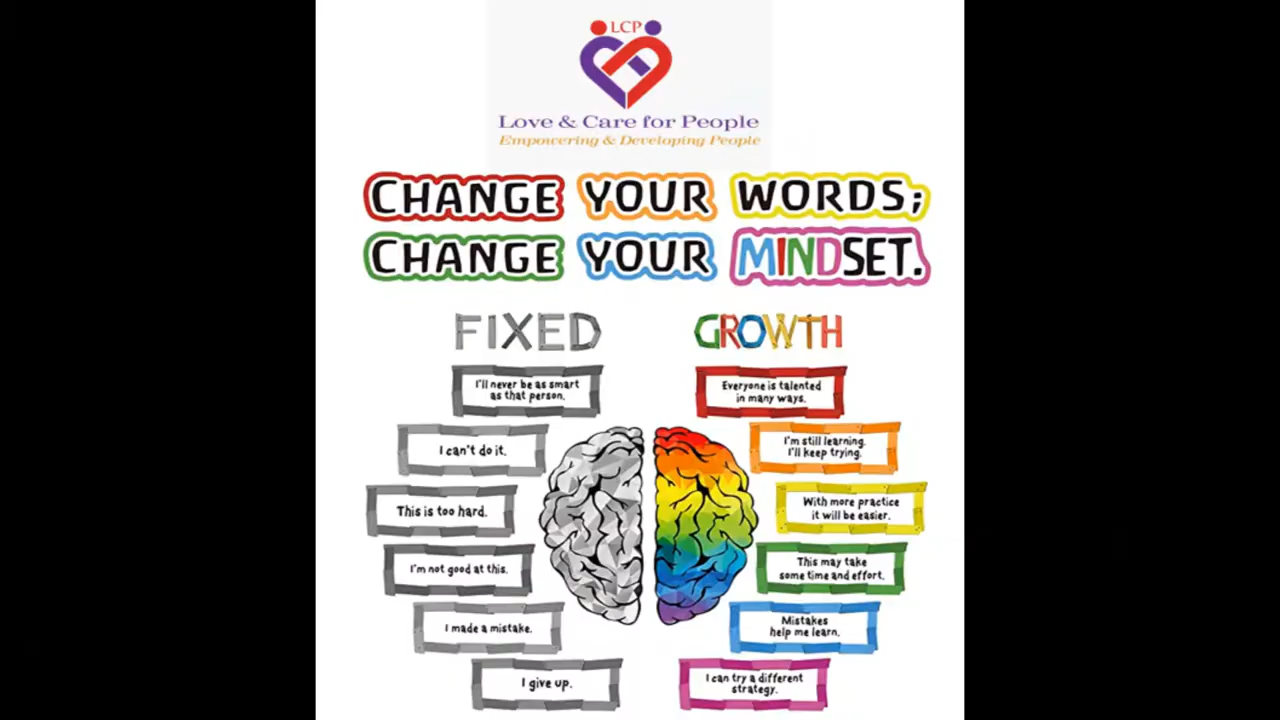 LCP
Love & Care for People
Empowering & Developing People
CHANGE YOUR WORDS;
CHANGE YOUR MINDSET.
FIXED
I'll never be as smart
as that person.
I can't do it.
This is too hard.
I'm not good at this.
I made a mistake.
I give up.
GROWTH
Everyone is talented
in many ways.
I'm still learning.
I'll keep trying.
With more practice
it will be easier.
This may take
some time and effort.
Mistakes
help me learn.
I can try a different
strategy.